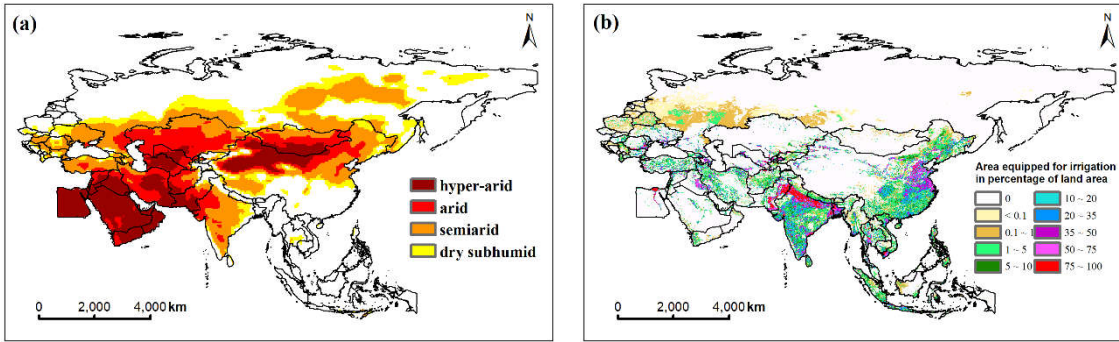 (a)
N
hyper-arid
arid
semiarid
dry subhumid
0 2,000 4,000 km
(b)
N
Area equipped for irrigation
in percentage of land area
0 10 ~ 20
< 0.1 20 ~ 35
0.1 ~ 1 35 ~ 50
1 ~ 5 50 ~ 75
5 ~ 10 75 ~ 100
0 2,000 4,000 km